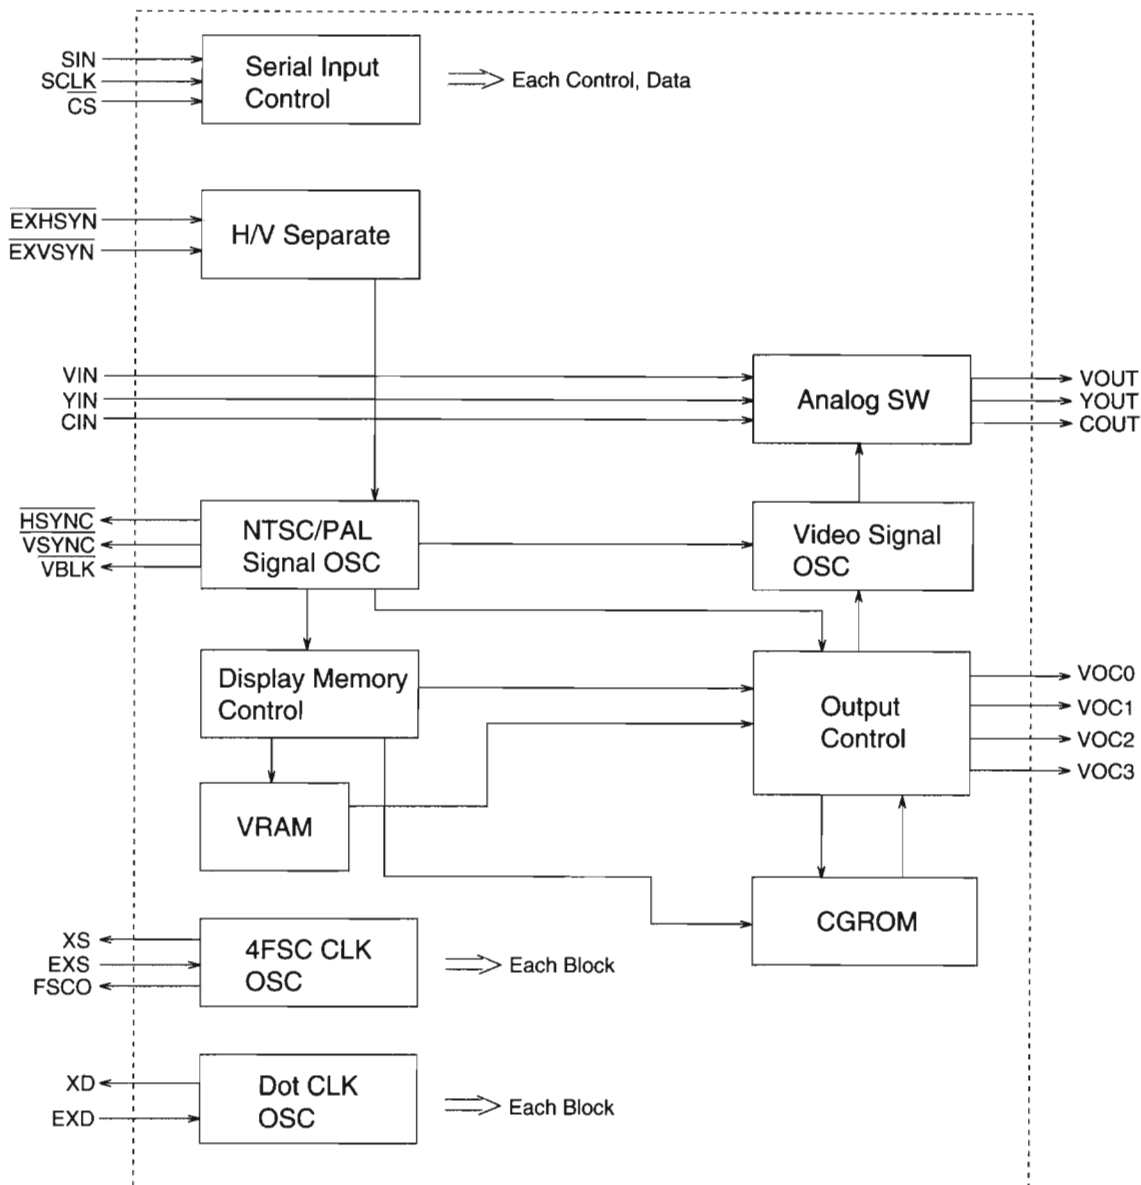 SIN
SCLK
CS
Serial Input
Control
Each Control, Data
EXHSYN
EXVSYN
H/V Separate
VIN
YIN
CIN
Analog SW
VOUT
YOUT
COUT
HSYNC
VSYNC
VBLK
NTSC/PAL
Signal OSC
Video Signal
OSC
Display Memory
Control
Output
Control
VOC0
VOC1
VOC2
VOC3
VRAM
CGROM
XS
EXS
FSCO
4FSC CLK
OSC
Each Block
XD
EXD
Dot CLK
OSC
Each Block